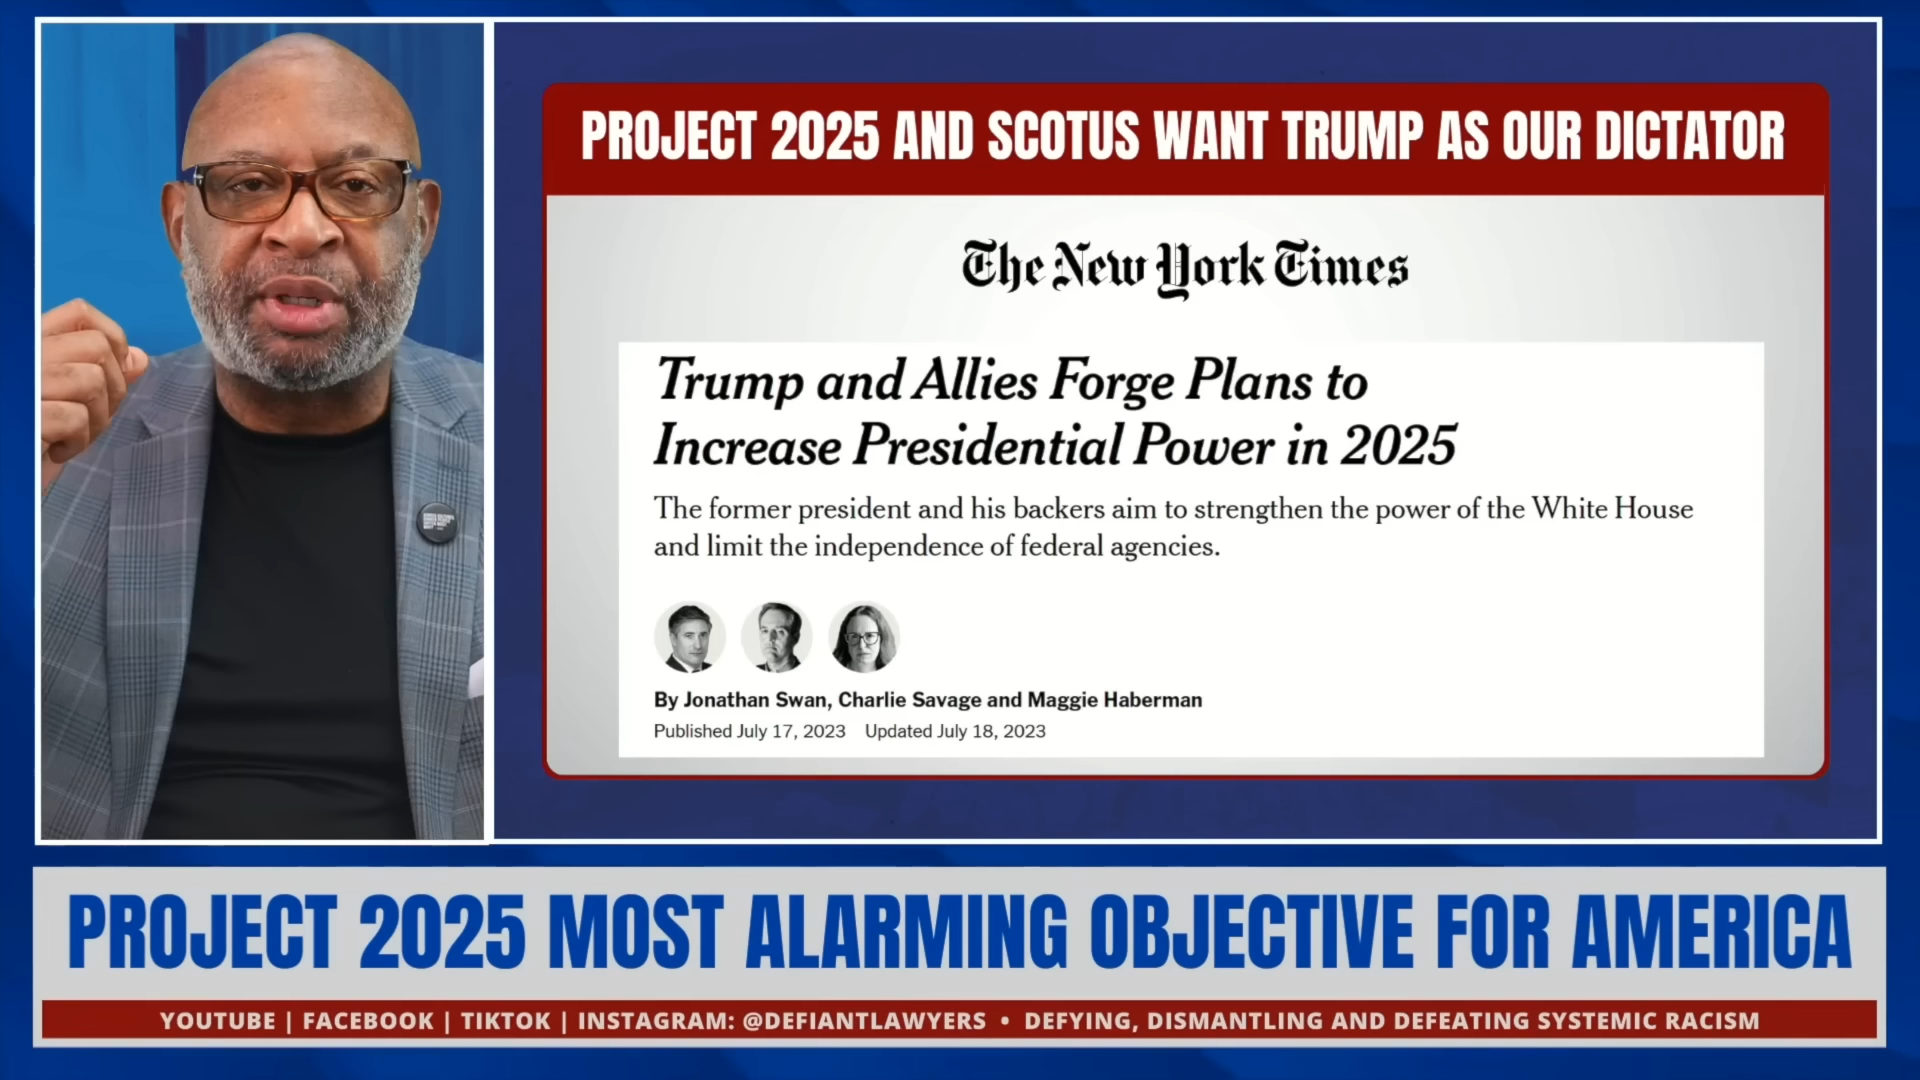 PROJECT 2025 AND SCOTUS WANT TRUMP AS OUR DICTATOR
The New York Times
Trump and Allies Forge Plans to
Increase Presidential Power in 2025
The former president and his backers aim to strengthen the power of the White House
and limit the independence of federal agencies.
By Jonathan Swan, Charlie Savage and Maggie Haberman
Published July 17, 2023 Updated July 18, 2023
PROJECT 2025 MOST ALARMING OBJECTIVE FOR AMERICA
YOUTUBE | FACEBOOK | TIKTOK | INSTAGRAM: @DEFIANTLAWYERS • DEFYING, DISMANTLING AND DEFEATING SYSTEMIC RACISM